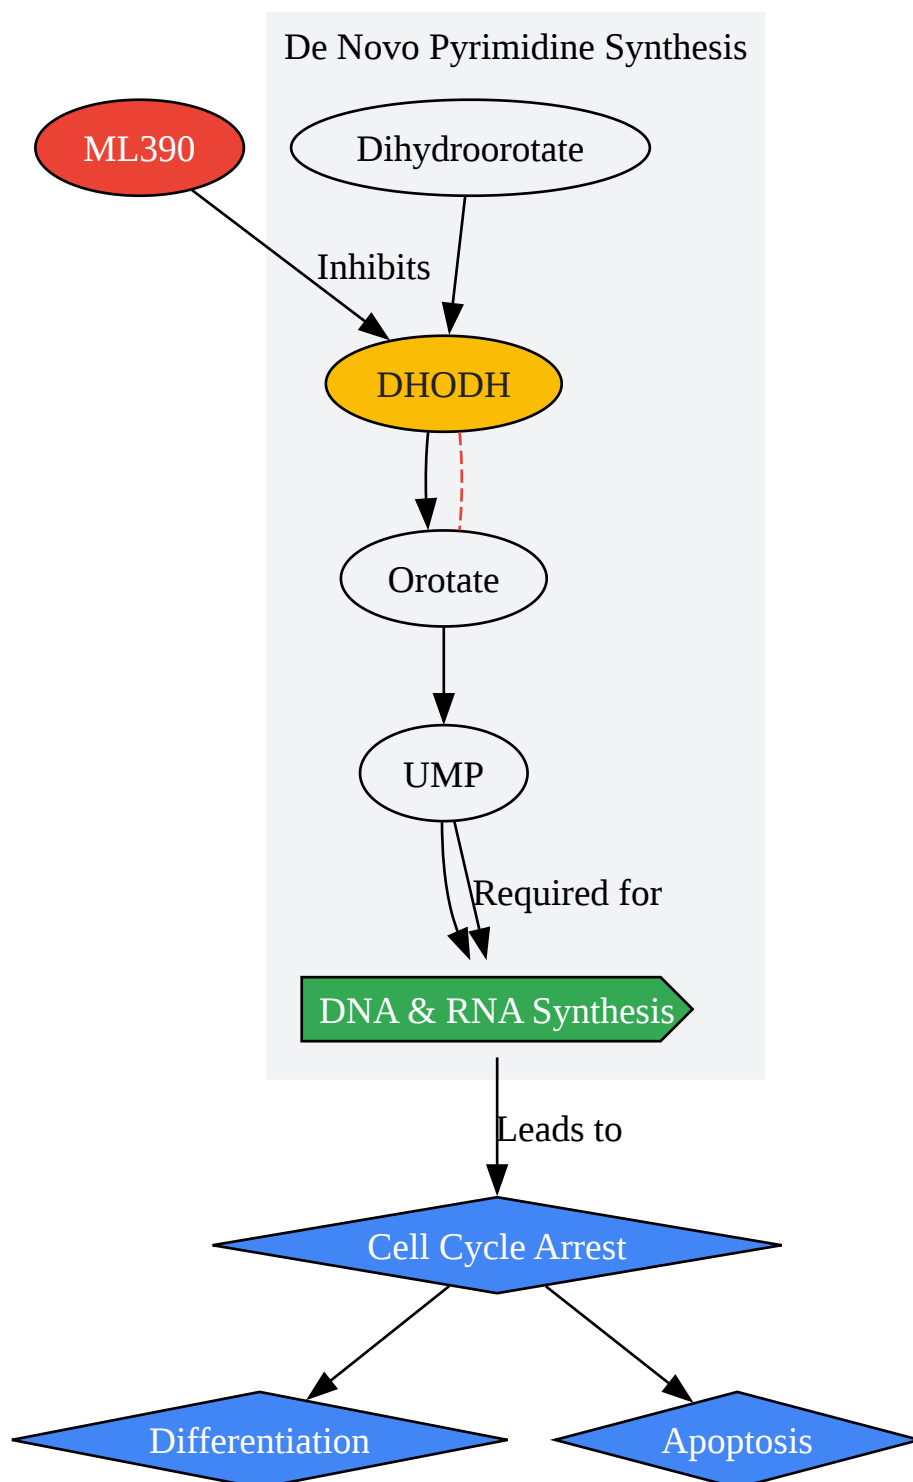 De Novo Pyrimidine Synthesis
ML390
Dihydroorotate
Inhibits
DHODH
Orotate
UMP
Required for
DNA & RNA Synthesis
Leads to
Cell Cycle Arrest
Differentiation
Apoptosis